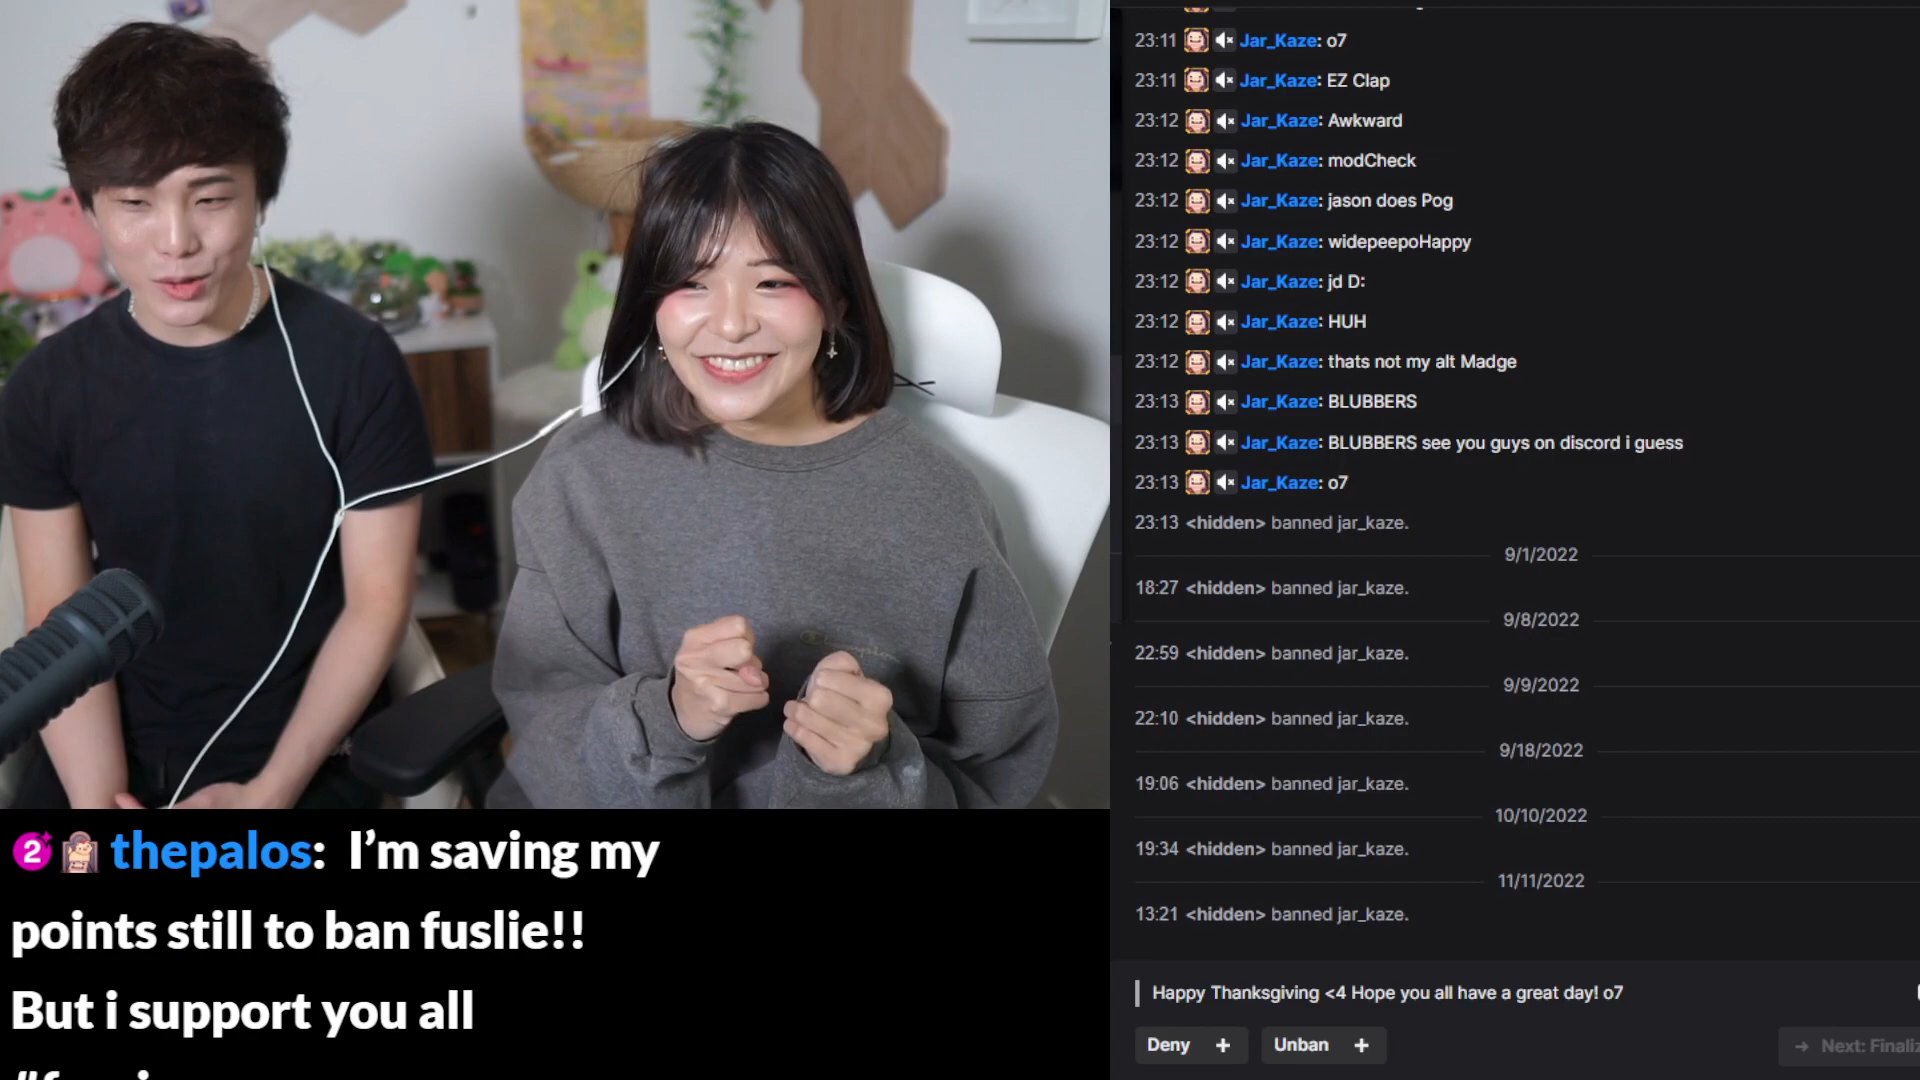 23:11 Jar_Kaze: o7
23:11 Jar_Kaze: EZ Clap
23:12 Jar_Kaze: Awkward
23:12 Jar_Kaze: modCheck
23:12 Jar_Kaze: jason does Pog
23:12 Jar_Kaze: widepeepoHappy
23:12 Jar_Kaze: jd D:
23:12 Jar_Kaze: HUH
23:12 Jar_Kaze: thats not my alt Madge
23:13 Jar_Kaze: BLUBBERS
23:13 Jar_Kaze: BLUBBERS see you guys on discord i guess
23:13 Jar_Kaze: o7
23:13 <hidden> banned jar_kaze.
9/1/2022
18:27 <hidden> banned jar_kaze.
9/8/2022
22:59 <hidden> banned jar_kaze.
9/9/2022
22:10 <hidden> banned jar_kaze.
9/18/2022
19:06 <hidden> banned jar_kaze.
10/10/2022
19:34 <hidden> banned jar_kaze.
11/11/2022
13:21 <hidden> banned jar_kaze.
Happy Thanksgiving <4 Hope you all have a great day! o7
Deny + Unban + → Next: Finaliz
Champion
2 thepalos: I'm saving my
points still to ban fuslie!!
But i support you all